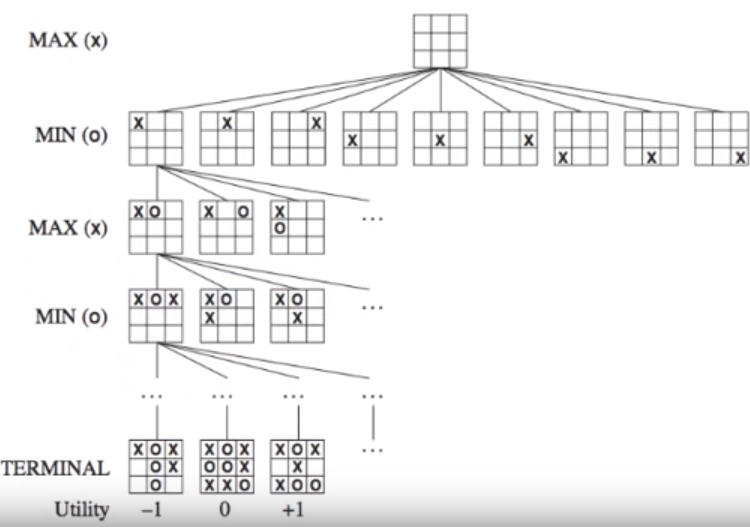 MAX (x)
MIN (o)
X X X X X X X X X
MAX (x)
X O X O X
O
...
MIN (o)
X O X X O X O
X X
...
... ... ... ...
TERMINAL
X O X X O X X O X
O X O O X X
O X X O X O O
...
Utility −1 0 +1